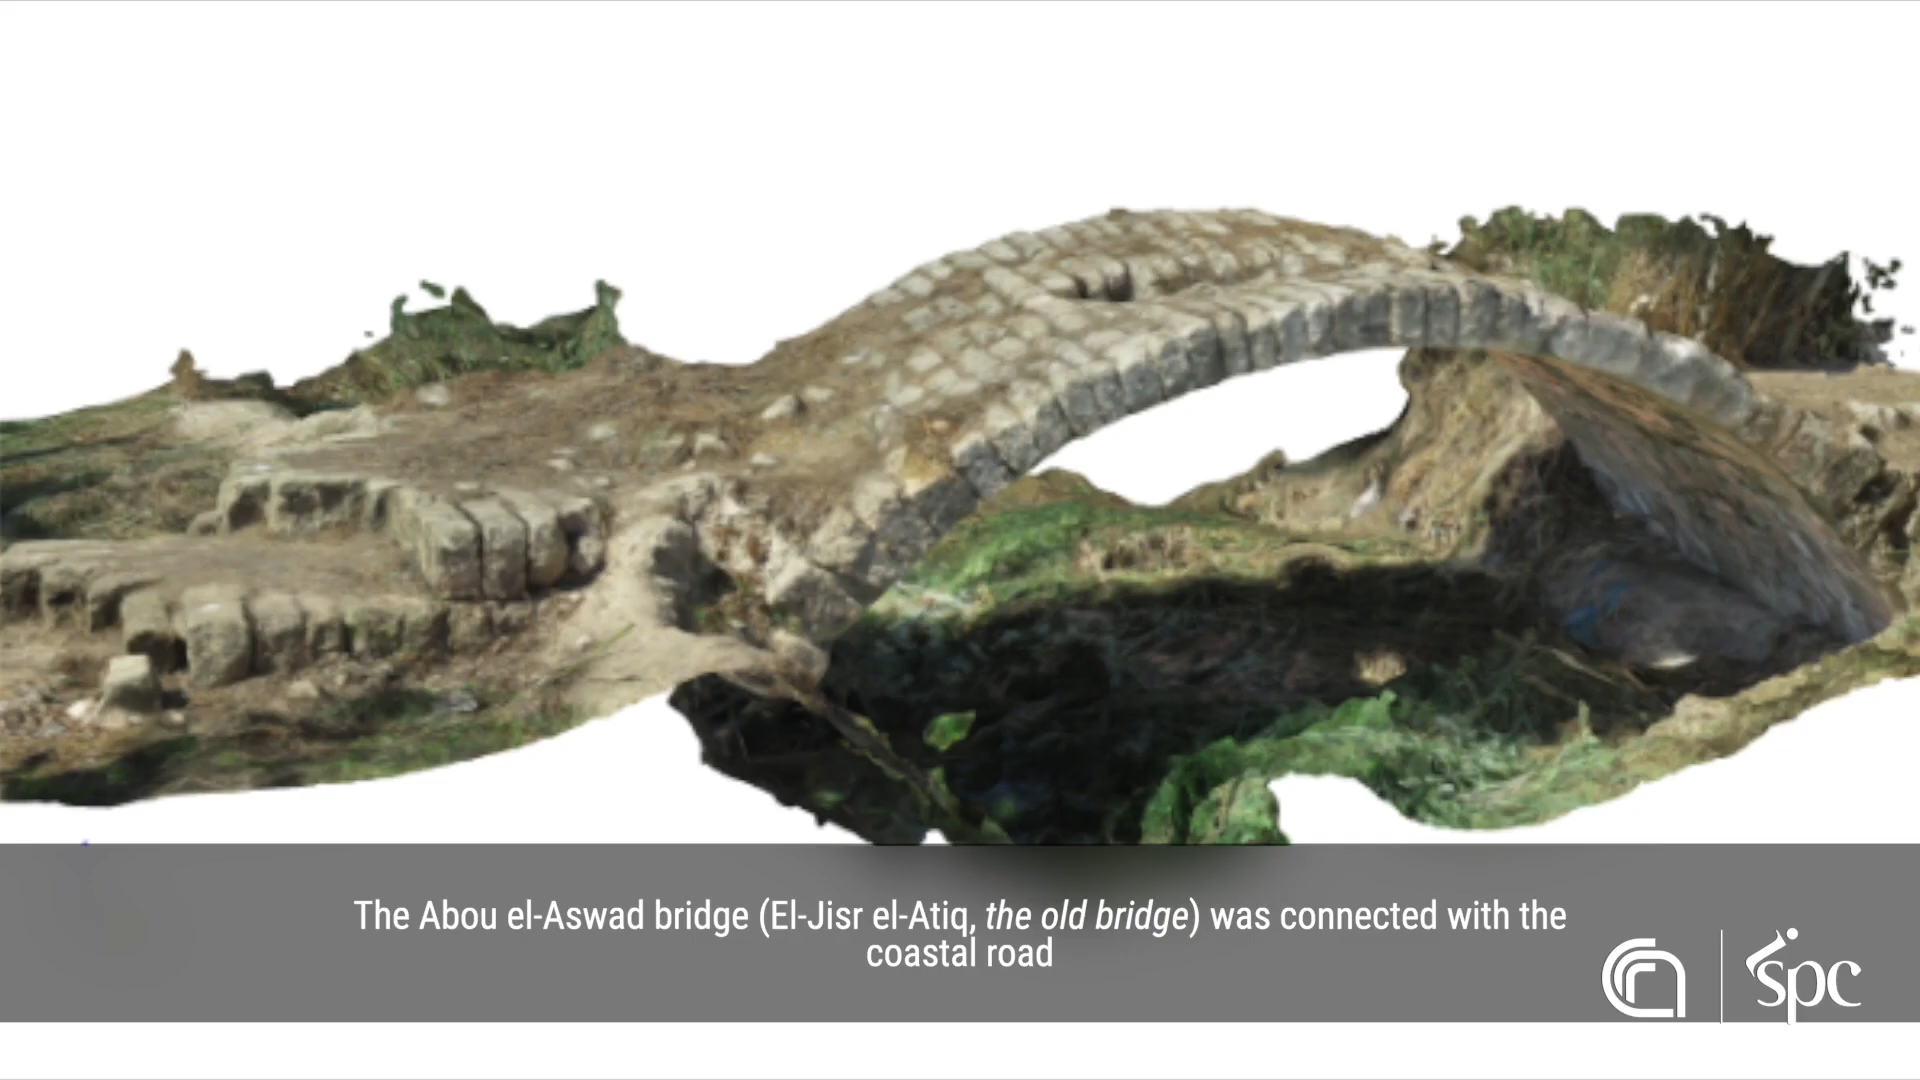 The Abou el-Aswad bridge (El-Jisr el-Atiq, the old bridge) was connected with the
coastal road
spc